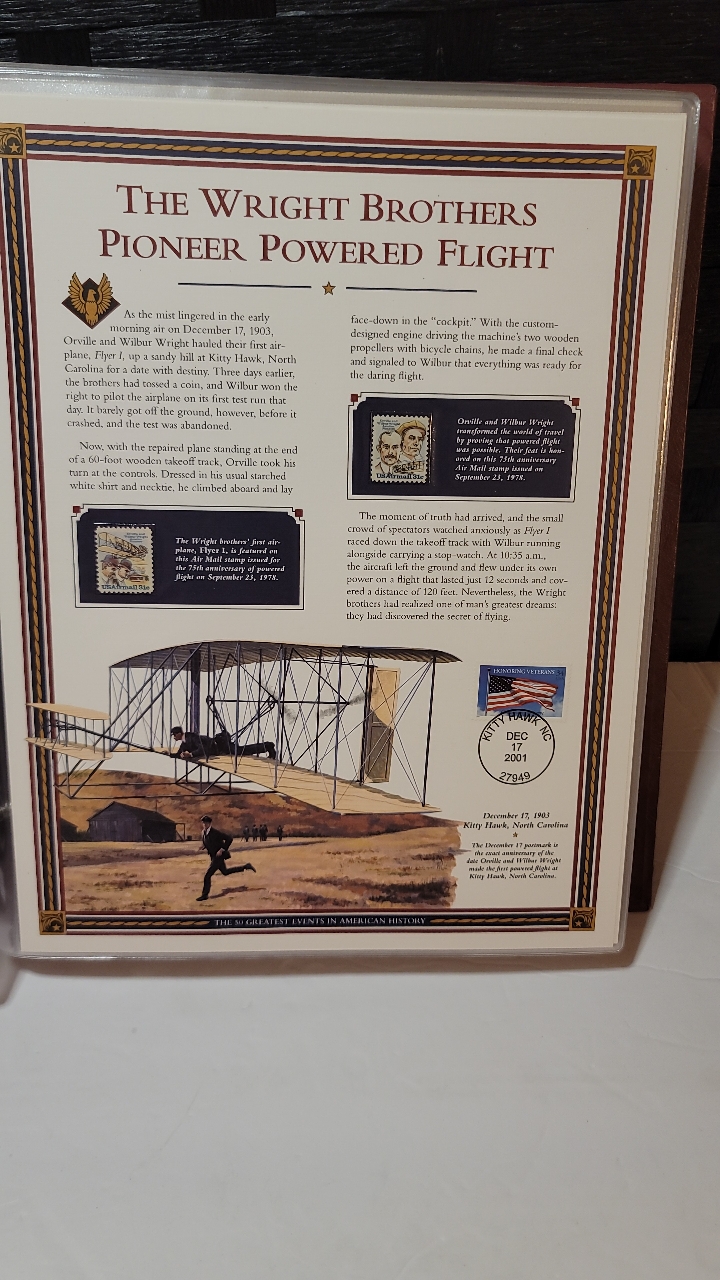 THE WRIGHT BROTHERS
PIONEER POWERED FLIGHT
As the mist lingered in the early
morning air on December 17, 1903,
Orville and Wilbur Wright hauled their first air-
plane, Flyer I, up a sandy hill at Kitty Hawk, North
Carolina for a date with destiny. Three days earlier,
the brothers had tossed a coin, and Wilbur won the
right to pilot the airplane on its first test run that
day. It barely got off the ground, however, before it
crashed, and the test was abandoned.
Now, with the repaired plane standing at the end
of a 60-foot wooden takeoff track, Orville took his
turn at the controls. Dressed in his usual starched
white shirt and necktie, he climbed aboard and lay
USAirmail 31c
The Wright brothers' first air-
plane, Flyer I, is featured on
this Air Mail stamp issued for
the 75th anniversary of powered
flight on September 23, 1978.
face-down in the "cockpit." With the custom-
designed engine driving the machine's two wooden
propellers with bicycle chains, he made a final check
and signaled to Wilbur that everything was ready for
the daring flight.
USAirmail 31c
Orville and Wilbur Wright
transformed the world of travel
by proving that powered flight
was possible. Their feat is hon-
ored on this 75th anniversary
Air Mail stamp issued on
September 23, 1978.
The moment of truth had arrived, and the small
crowd of spectators watched anxiously as Flyer I
raced down the takeoff track with Wilbur running
alongside carrying a stop-watch. At 10:35 a.m.,
the aircraft left the ground and flew under its own
power on a flight that lasted just 12 seconds and cov-
ered a distance of 120 feet. Nevertheless, the Wright
brothers had realized one of man's greatest dreams:
they had discovered the secret of flying.
HONORING VETERANS
KITTY HAWK NC
DEC
17
2001
27949
December 17, 1903
Kitty Hawk, North Carolina
The December 17 postmark is
the exact anniversary of the
date Orville and Wilbur Wright
made the first powered flight at
Kitty Hawk, North Carolina.
THE 50 GREATEST EVENTS IN AMERICAN HISTORY